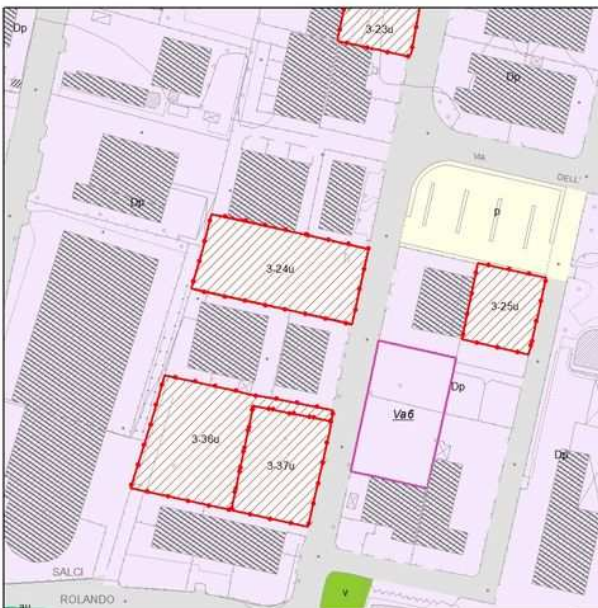 Dp
3-23u
Dp
VIA
DELL'
Dp
p
3-24u
3-25u
Dp
Va6
3-36u
3-37u
Dp
SALCI
v
ROLANDO
au